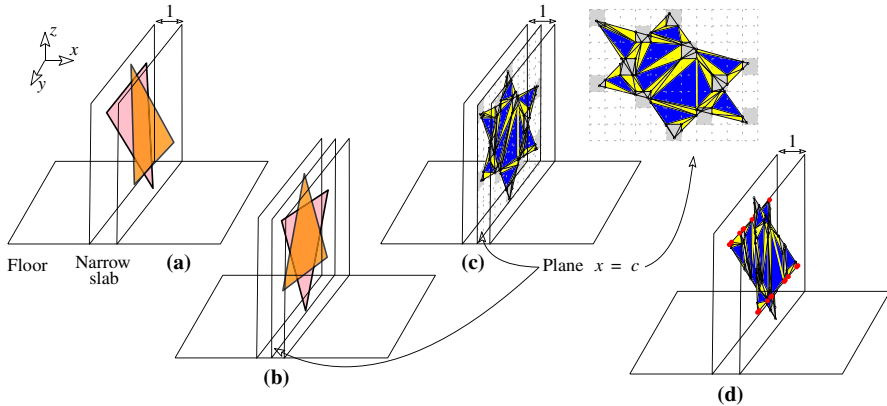 1
z
x
y
(a)
Floor
Narrow
slab
(b)
1
(c)
Plane x = c
1
(d)